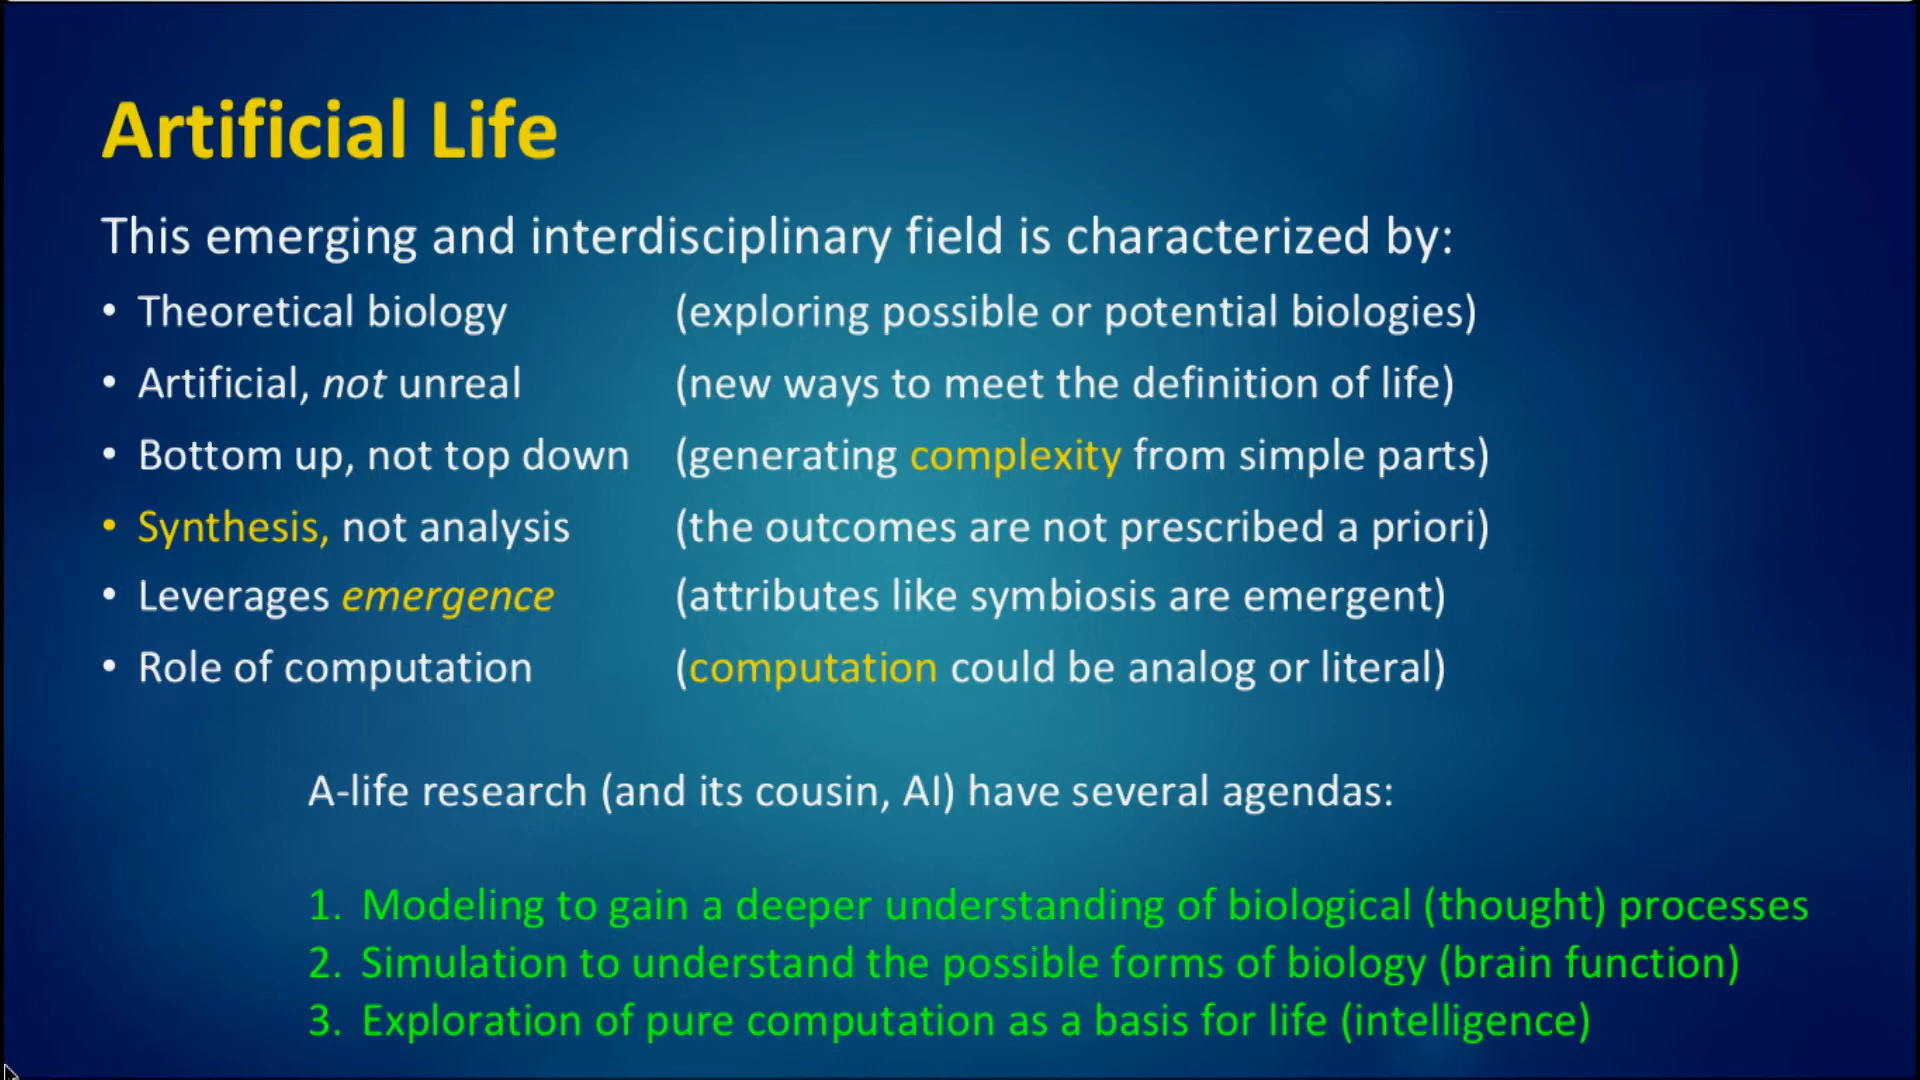 Artificial Life
This emerging and interdisciplinary field is characterized by:
• Theoretical biology (exploring possible or potential biologies)
• Artificial, not unreal (new ways to meet the definition of life)
• Bottom up, not top down (generating complexity from simple parts)
• Synthesis, not analysis (the outcomes are not prescribed a priori)
• Leverages emergence (attributes like symbiosis are emergent)
• Role of computation (computation could be analog or literal)
A-life research (and its cousin, AI) have several agendas:
1. Modeling to gain a deeper understanding of biological (thought) processes
2. Simulation to understand the possible forms of biology (brain function)
3. Exploration of pure computation as a basis for life (intelligence)